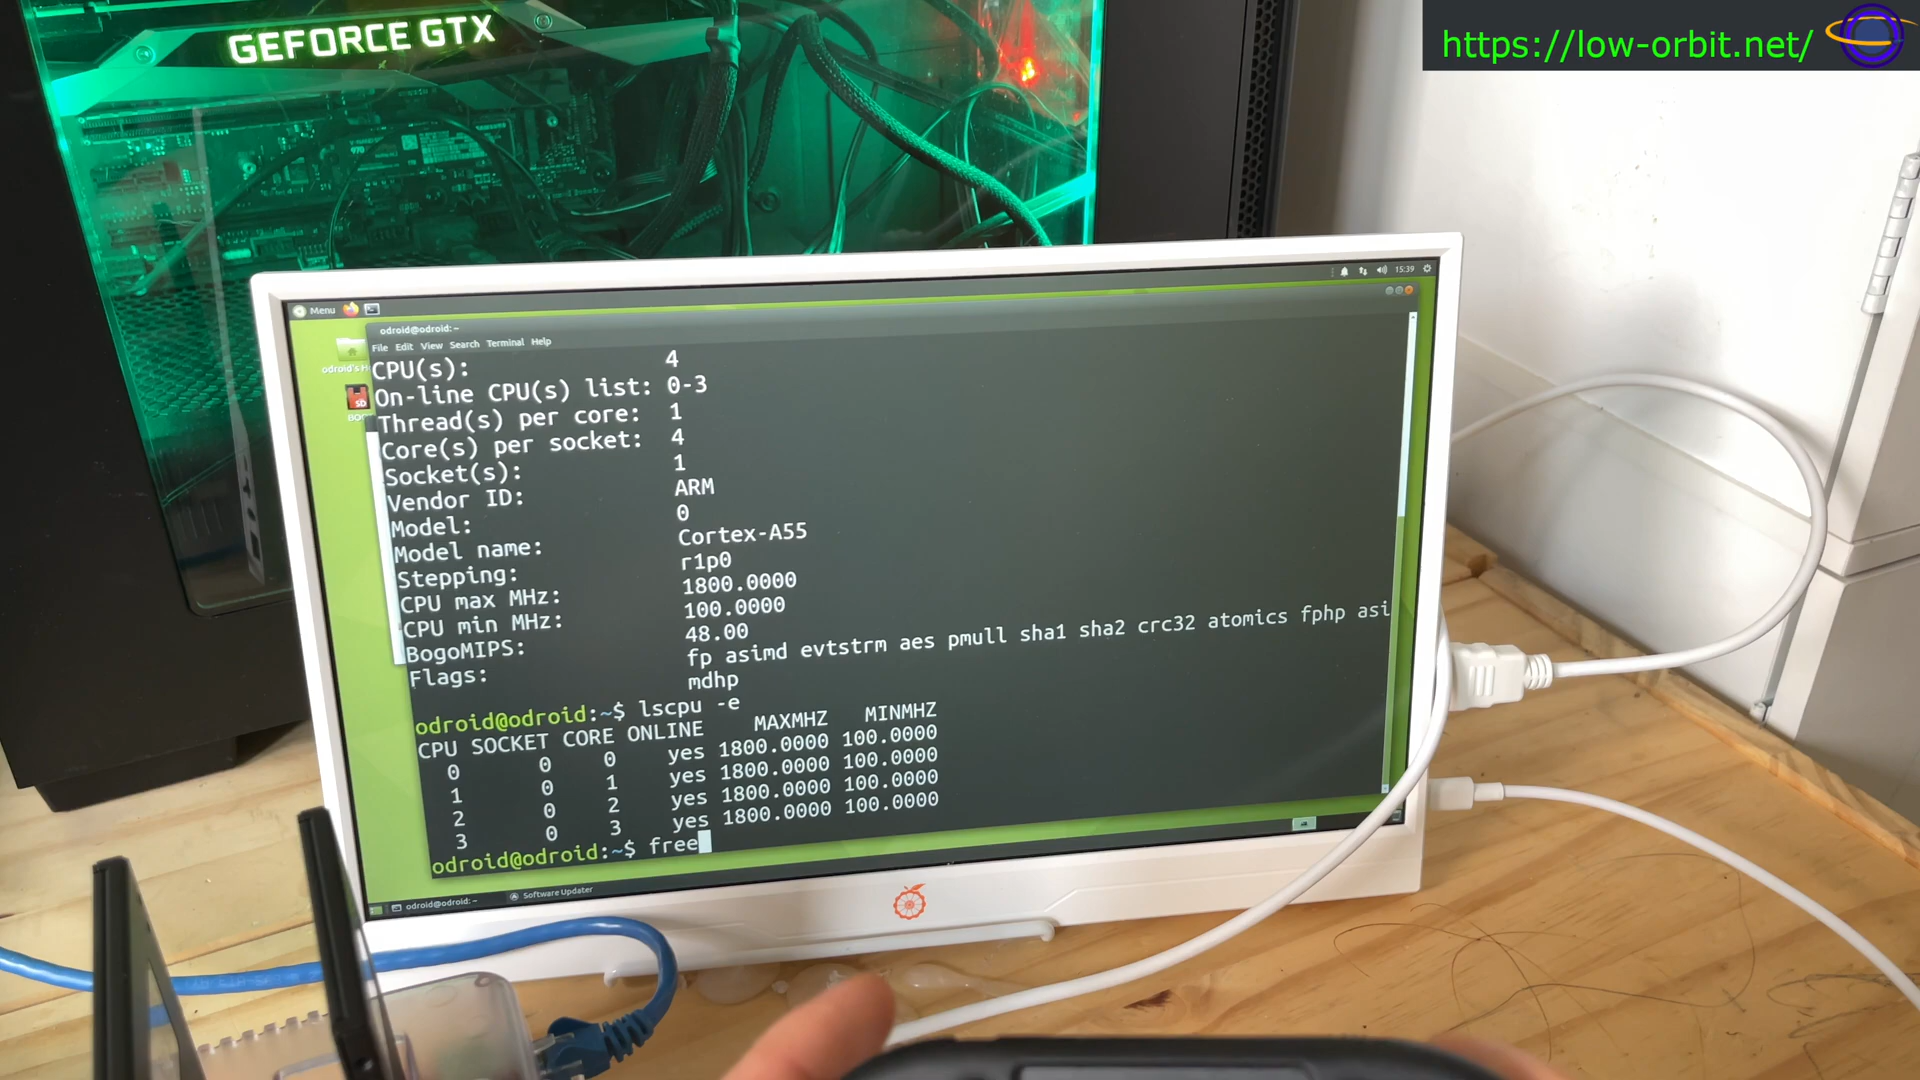 https://low-orbit.net/
GEFORCE GTX
970
Menu
15:39
odroid@odroid: ~
File Edit View Search Terminal Help
odroid's H
SD
BOO
CPU(s): 4
On-line CPU(s) list: 0-3
Thread(s) per core: 1
Core(s) per socket: 4
Socket(s): 1
Vendor ID: ARM
Model: 0
Model name: Cortex-A55
Stepping: r1p0
CPU max MHz: 1800.0000
CPU min MHz: 100.0000
BogoMIPS: 48.00
Flags: fp asimd evtstrm aes pmull sha1 sha2 crc32 atomics fphp asi
mdhp
odroid@odroid:~$ lscpu -e
CPU SOCKET CORE ONLINE MAXMHZ MINMHZ
0 0 0 yes 1800.0000 100.0000
1 0 1 yes 1800.0000 100.0000
2 0 2 yes 1800.0000 100.0000
3 0 3 yes 1800.0000 100.0000
odroid@odroid:~$ free
odroid@odroid: ~
Software Updater